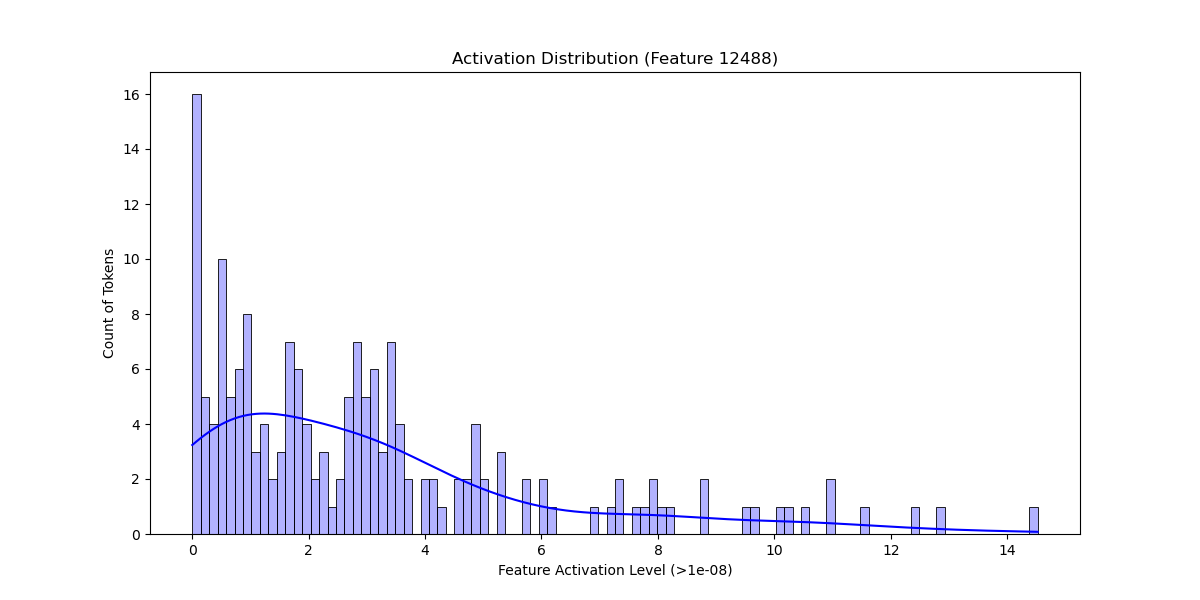 Activation Distribution (Feature 12488)
16
14
12
10
8
6
4
2
0
Count of Tokens
0 2 4 6 8 10 12 14
Feature Activation Level (>1e-08)